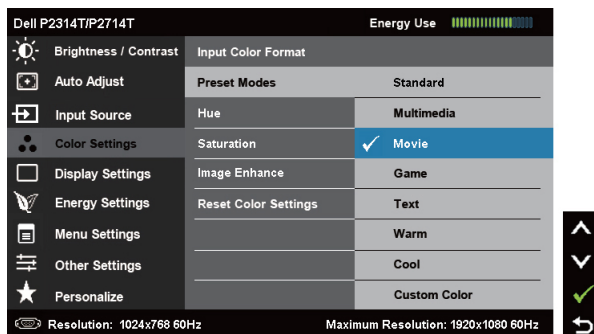 Dell P2314T/P2714T Energy Use
Brightness / Contrast Input Color Format
Auto Adjust Preset Modes Standard
Input Source Hue Multimedia
Color Settings Saturation Movie
Display Settings Image Enhance Game
Energy Settings Reset Color Settings Text
Menu Settings Warm
Other Settings Cool
Personalize Custom Color
Resolution: 1024x768 60Hz Maximum Resolution: 1920x1080 60Hz